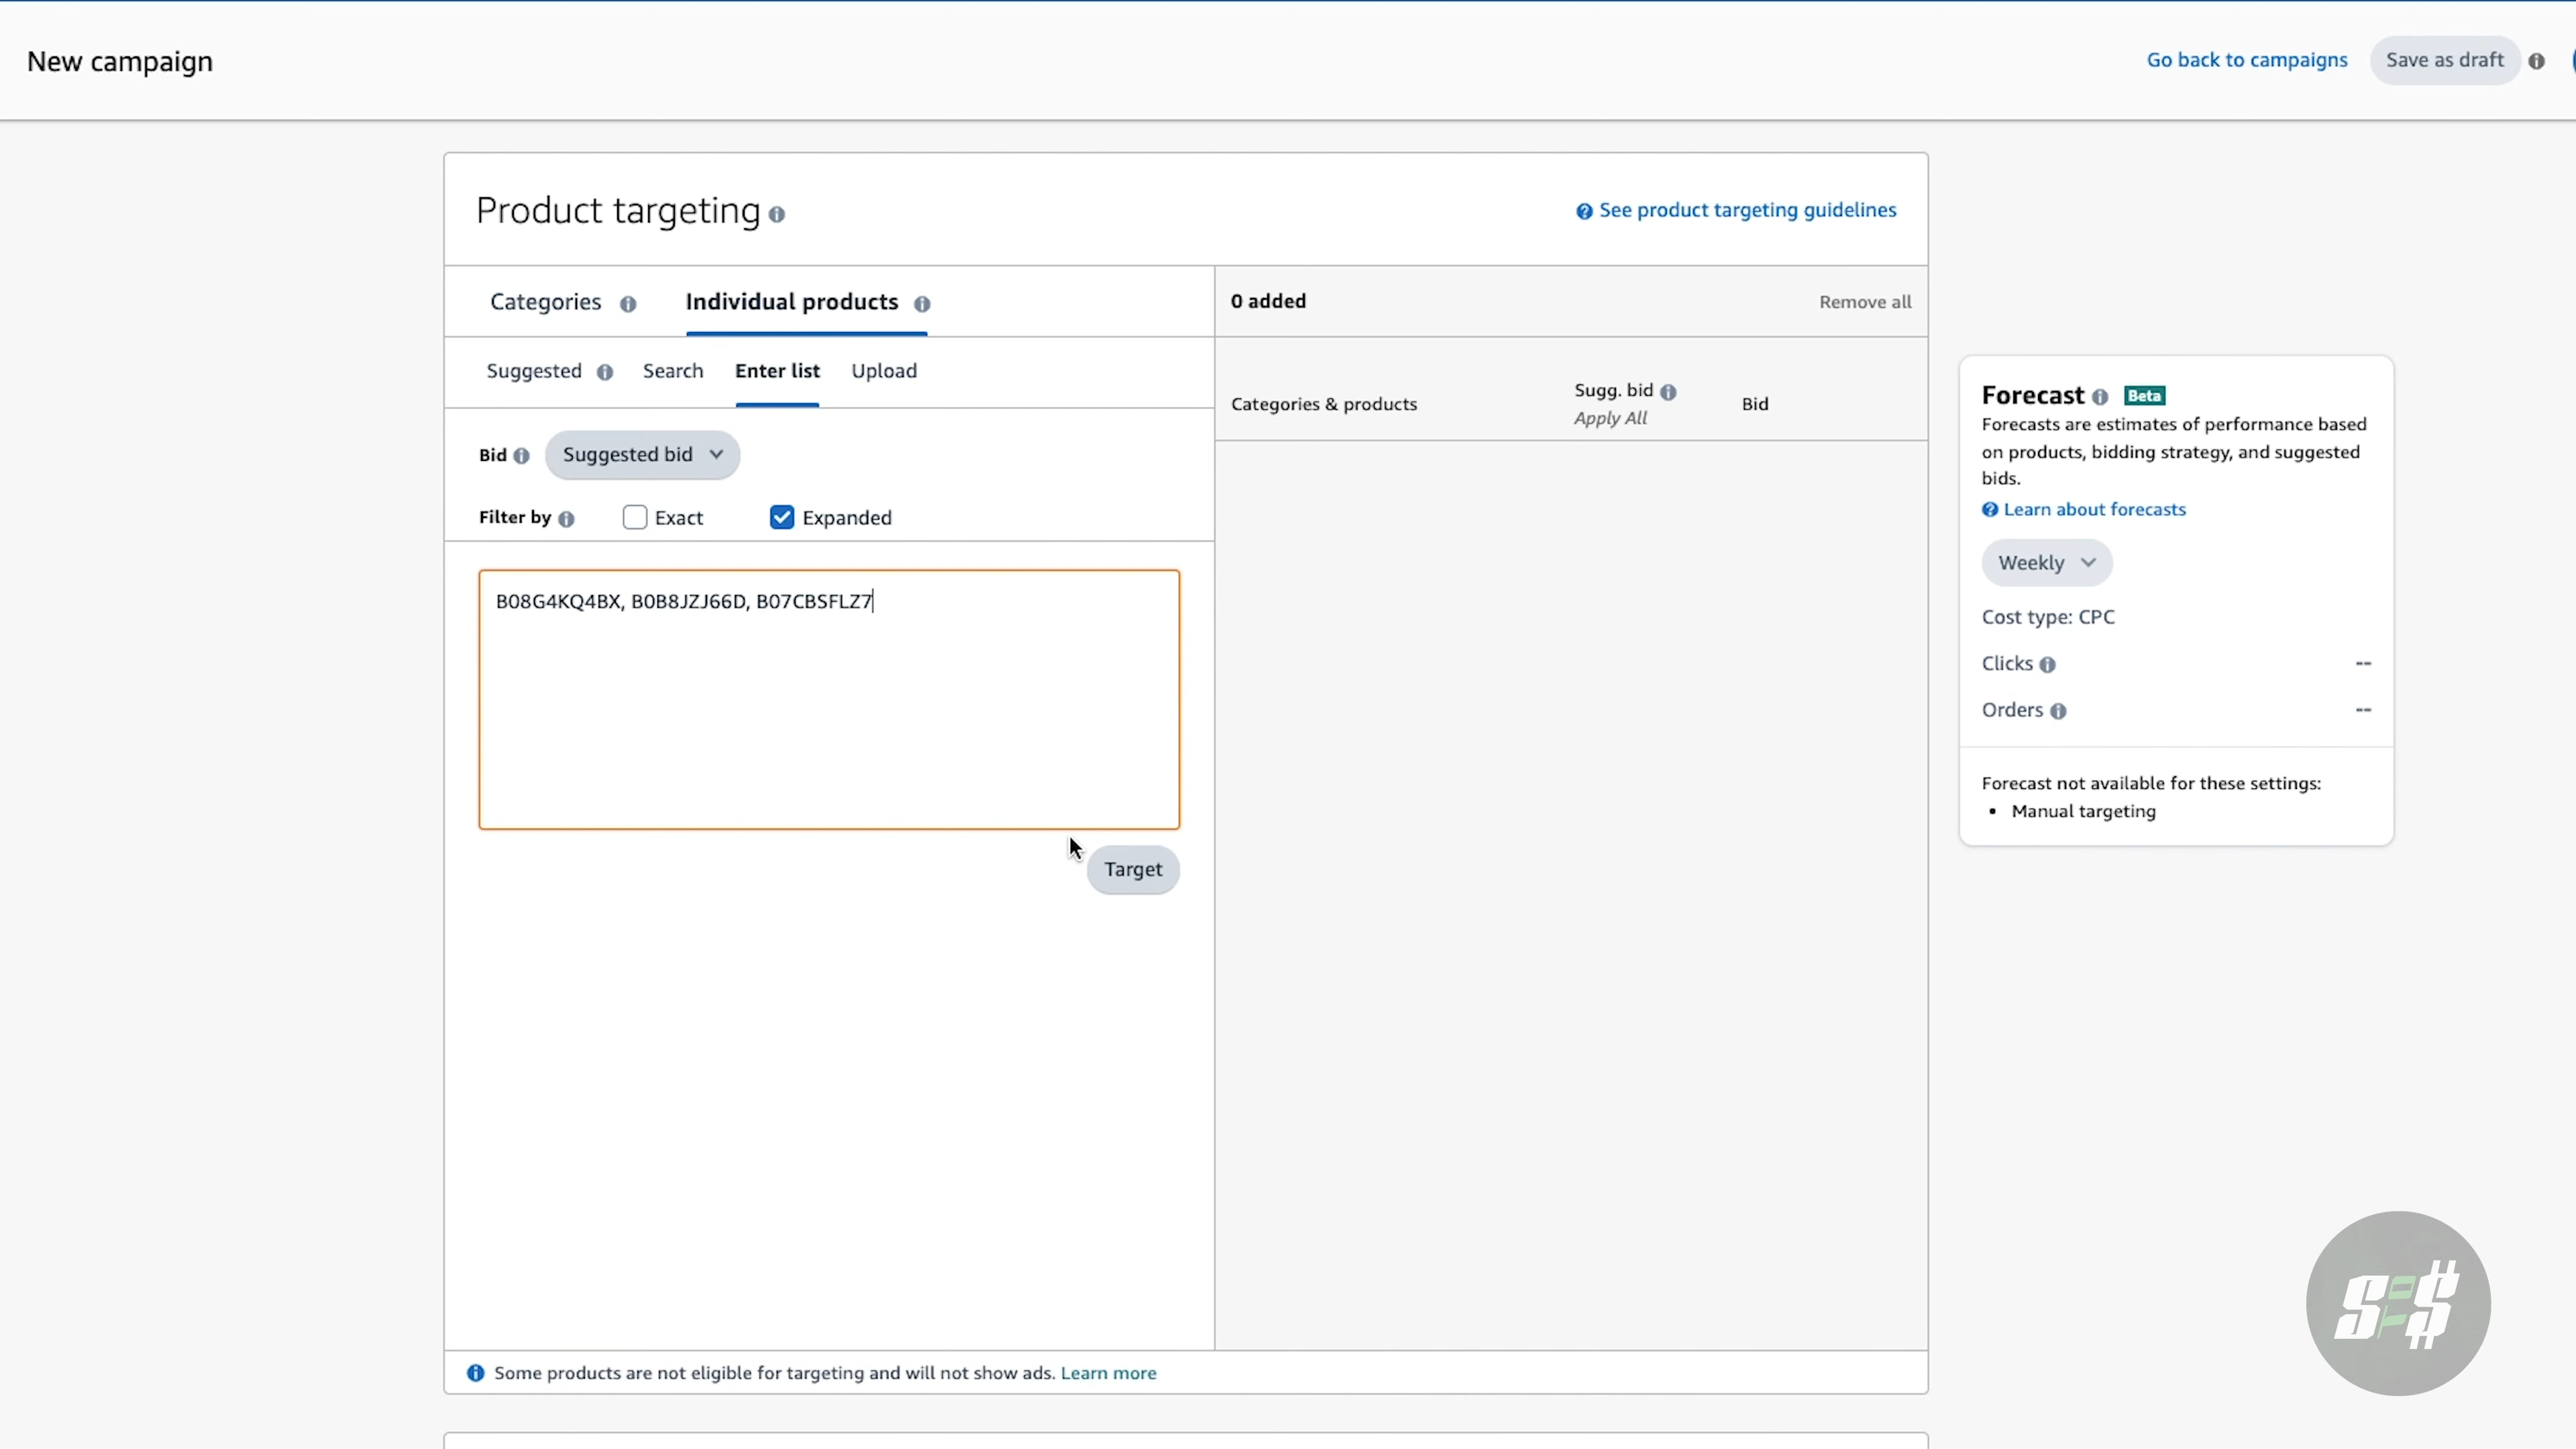 New campaign
Go back to campaigns
Save as draft
Product targeting
See product targeting guidelines
Categories
Individual products
0 added
Remove all
Suggested
Search
Enter list
Upload
Categories & products
Sugg. bid
Apply All
Bid
Bid
Suggested bid
Filter by
Exact
Expanded
B08G4KQ4BX, B0B8JZJ66D, B07CBSFLZ7
Target
Some products are not eligible for targeting and will not show ads. Learn more
Forecast
Beta
Forecasts are estimates of performance based
on products, bidding strategy, and suggested
bids.
Learn about forecasts
Weekly
Cost type: CPC
Clicks
--
Orders
--
Forecast not available for these settings:
• Manual targeting